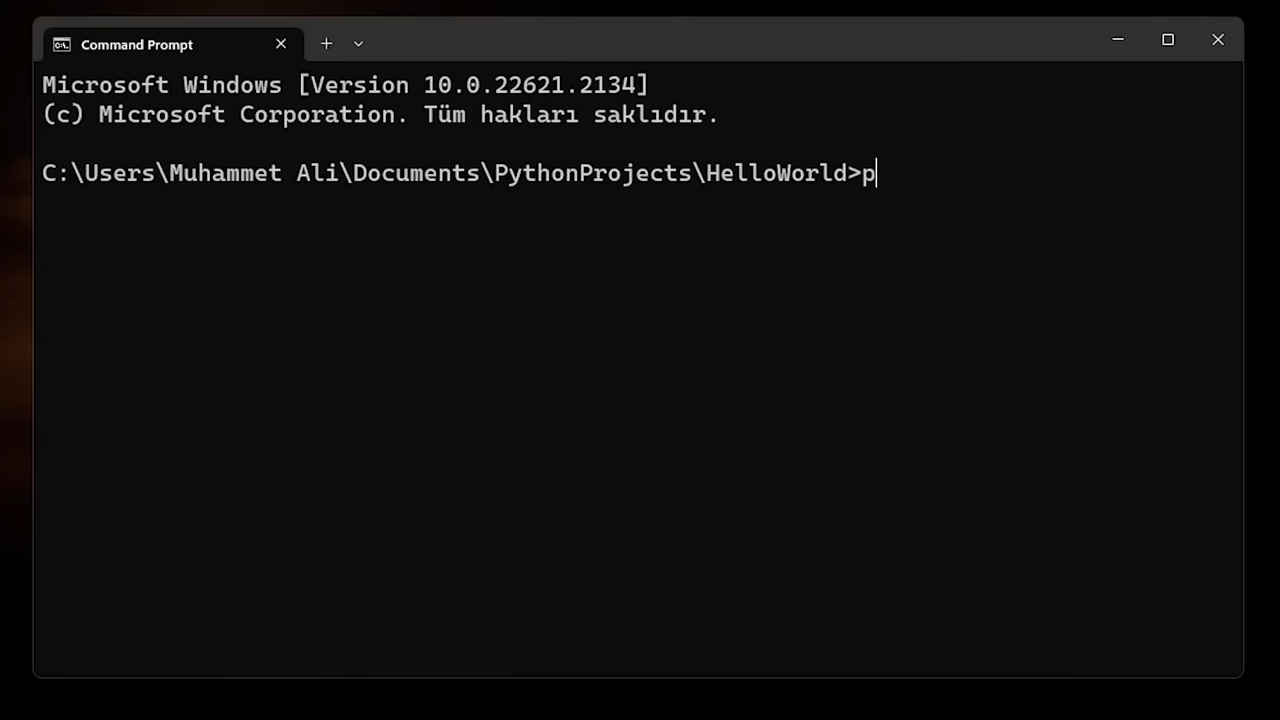 Command Prompt
Microsoft Windows [Version 10.0.22621.2134]
(c) Microsoft Corporation. Tüm hakları saklıdır.
C:\Users\Muhammet Ali\Documents\PythonProjects\HelloWorld>p